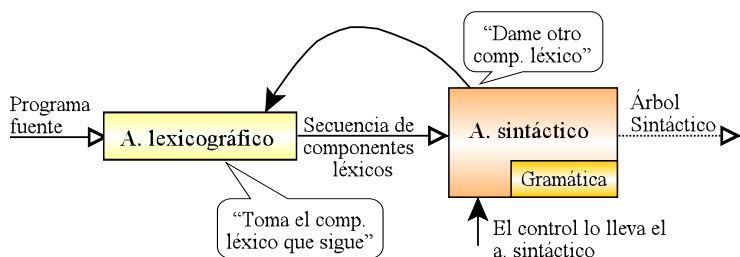 “Dame otro
comp. léxico”
Programa
fuente
A. lexicográfico
Secuencia de
componentes
léxicos
A. sintáctico
Gramática
Árbol
Sintáctico
“Toma el comp.
léxico que sigue”
El control lo lleva el
a. sintáctico